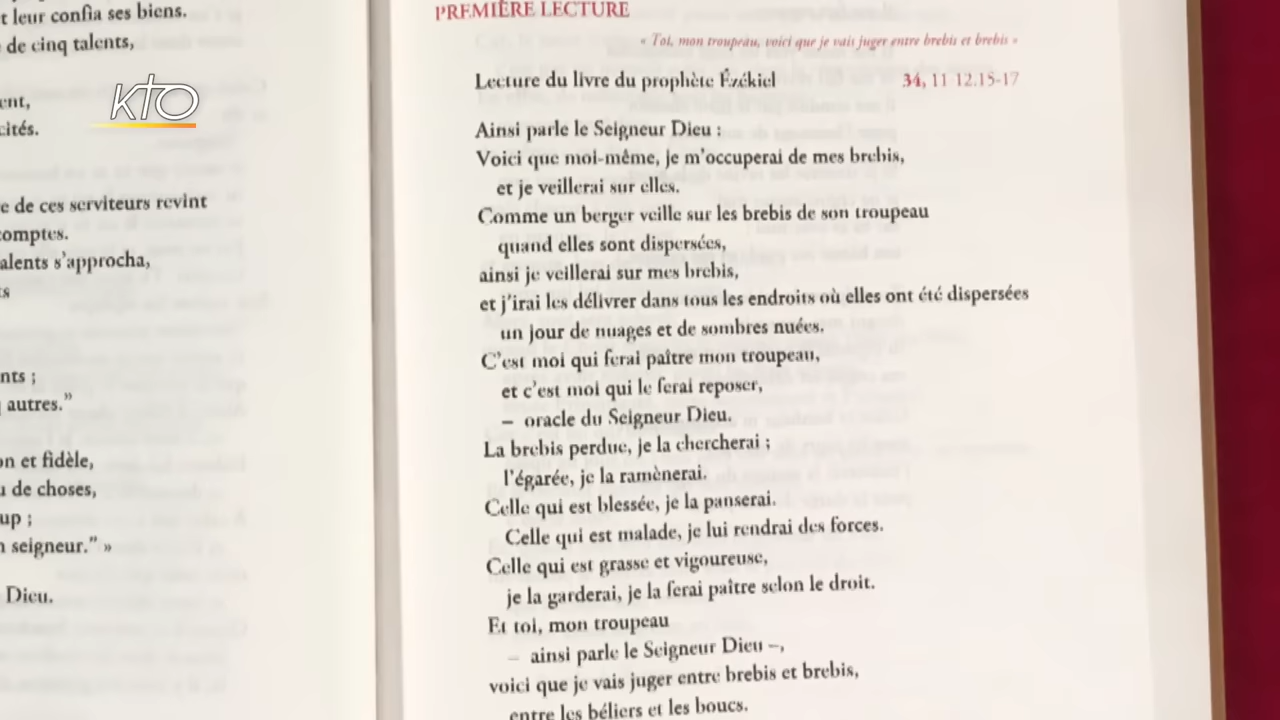 et leur confia ses biens.
de cinq talents,
ent,
cités.
e de ces serviteurs revint
comptes.
alents s'approcha,
ts
nts ;
autres.”
on et fidèle,
u de choses,
up ;
n seigneur.” »
Dieu.
kto
PREMIÈRE LECTURE
« Toi, mon troupeau, voici que je vais juger entre brebis et brebis »
Lecture du livre du prophète Ézékiel 34, 11 12.15-17
Ainsi parle le Seigneur Dieu :
Voici que moi-même, je m'occuperai de mes brebis,
et je veillerai sur elles.
Comme un berger veille sur les brebis de son troupeau
quand elles sont dispersées,
ainsi je veillerai sur mes brebis,
et j'irai les délivrer dans tous les endroits où elles ont été dispersées
un jour de nuages et de sombres nuées.
C'est moi qui ferai paître mon troupeau,
et c'est moi qui le ferai reposer,
– oracle du Seigneur Dieu.
La brebis perdue, je la chercherai ;
l'égarée, je la ramènerai.
Celle qui est blessée, je la panserai.
Celle qui est malade, je lui rendrai des forces.
Celle qui est grasse et vigoureuse,
je la garderai, je la ferai paître selon le droit.
Et toi, mon troupeau
– ainsi parle le Seigneur Dieu –,
voici que je vais juger entre brebis et brebis,
entre les béliers et les boucs.